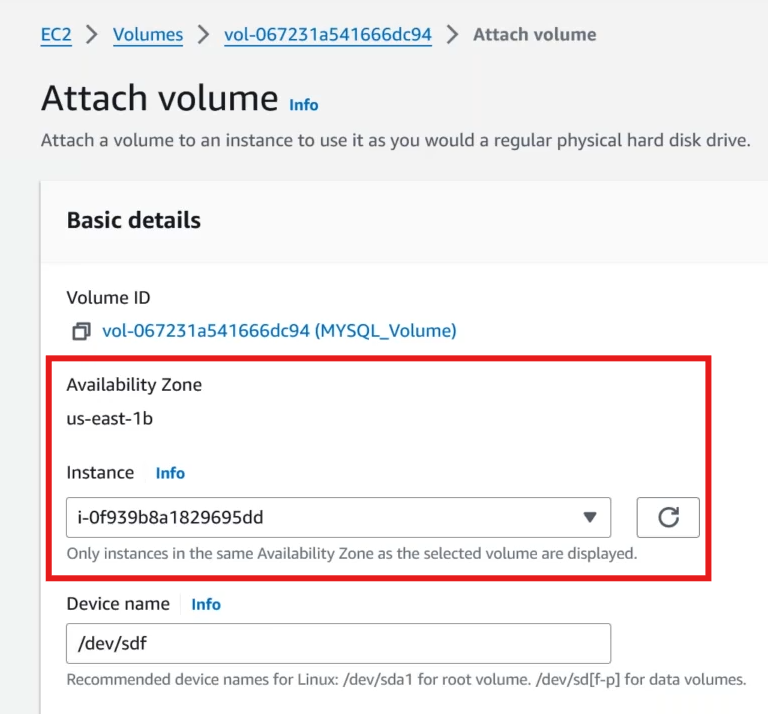 EC2 > Volumes > vol-067231a541666dc94 > Attach volume
Attach volume Info
Attach a volume to an instance to use it as you would a regular physical hard disk drive.
Basic details
Volume ID
vol-067231a541666dc94 (MYSQL_Volume)
Availability Zone
us-east-1b
Instance Info
i-0f939b8a1829695dd
Only instances in the same Availability Zone as the selected volume are displayed.
Device name Info
/dev/sdf
Recommended device names for Linux: /dev/sda1 for root volume. /dev/sd[f-p] for data volumes.